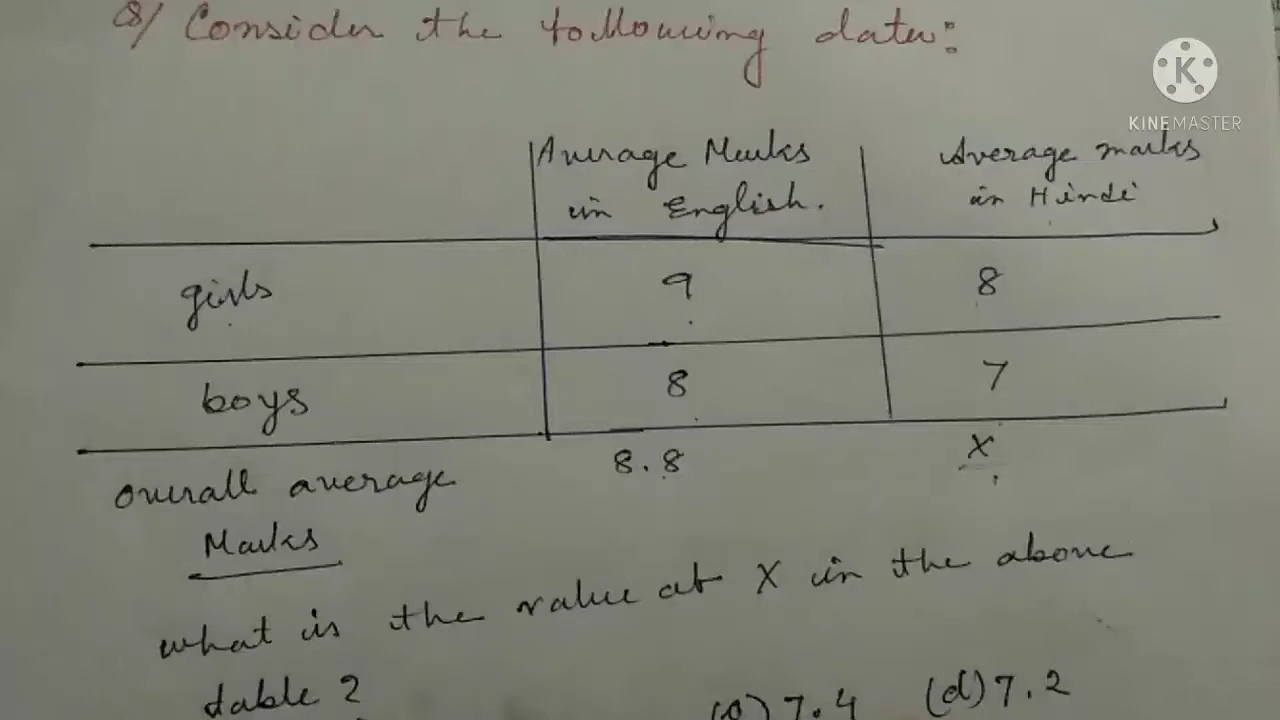 Q/ Consider the following data:
KINEMASTER
Average Marks in English. Average marks in Hindi
girls 9 8
boys 8 7
overall average Marks 8.8 X
what is the value at X in the above
table ?
7.4 (d) 7.2